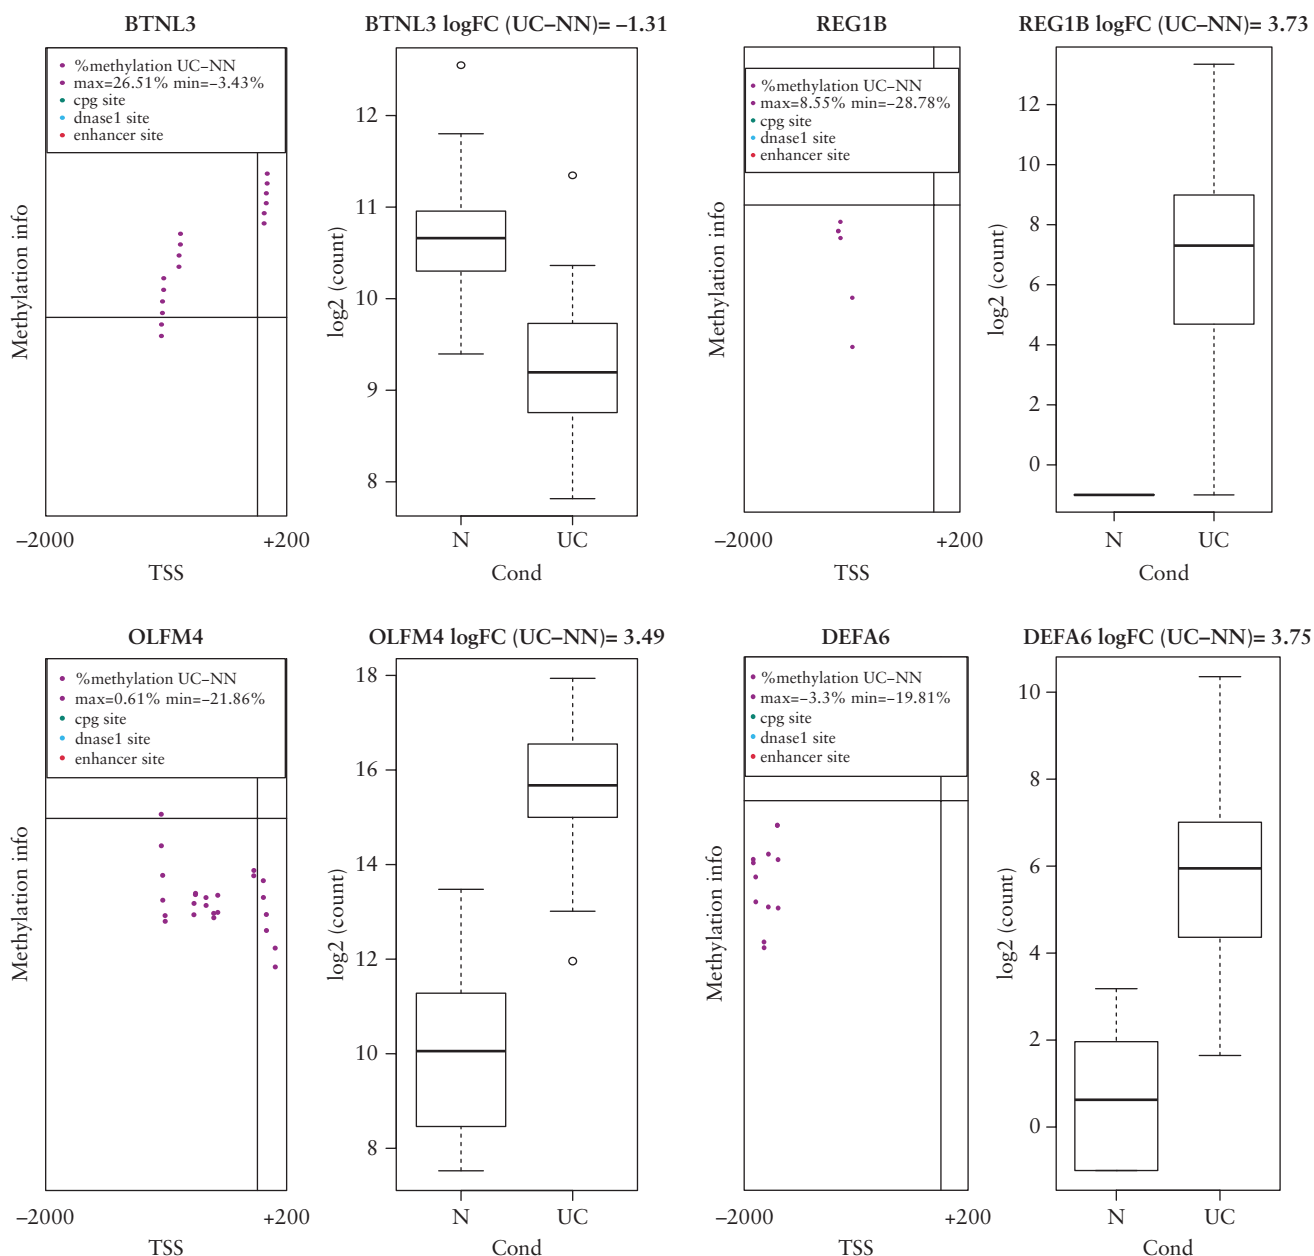 BTNL3
%methylation UC–NN
max=26.51% min=–3.43%
cpg site
dnase1 site
enhancer site
Methylation info
–2000
+200
TSS
BTNL3 logFC (UC–NN)= –1.31
12
11
10
9
8
log2 (count)
N
UC
Cond
REG1B
%methylation UC–NN
max=8.55% min=–28.78%
cpg site
dnase1 site
enhancer site
Methylation info
–2000
+200
TSS
REG1B logFC (UC–NN)= 3.73
12
10
8
6
4
2
0
log2 (count)
N
UC
Cond
OLFM4
%methylation UC–NN
max=0.61% min=–21.86%
cpg site
dnase1 site
enhancer site
Methylation info
–2000
+200
TSS
OLFM4 logFC (UC–NN)= 3.49
18
16
14
12
10
8
log2 (count)
N
UC
Cond
DEFA6
%methylation UC–NN
max=–3.3% min=–19.81%
cpg site
dnase1 site
enhancer site
Methylation info
–2000
+200
TSS
DEFA6 logFC (UC–NN)= 3.75
10
8
6
4
2
0
log2 (count)
N
UC
Cond